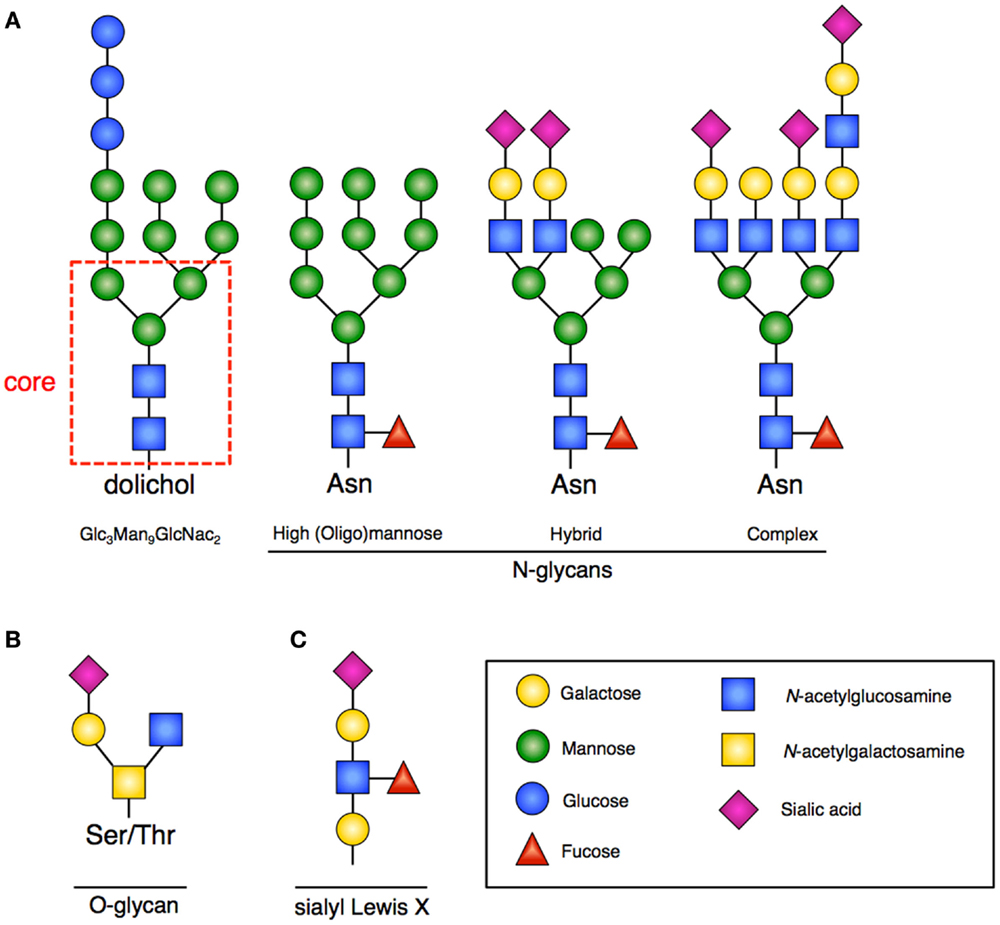 A
core
dolichol
Asn
Asn
Asn
Glc3Man9GlcNac2
High (Oligo)mannose
Hybrid
Complex
N-glycans
B
C
Ser/Thr
O-glycan
sialyl Lewis X
Galactose
Mannose
Glucose
Fucose
N-acetylglucosamine
N-acetylgalactosamine
Sialic acid